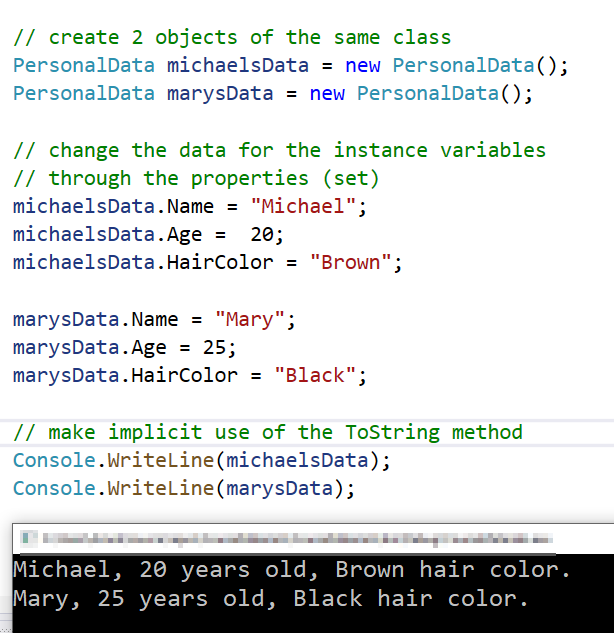 // create 2 objects of the same class
PersonalData michaelsData = new PersonalData();
PersonalData marysData = new PersonalData();
// change the data for the instance variables
// through the properties (set)
michaelsData.Name = "Michael";
michaelsData.Age =  20;
michaelsData.HairColor = "Brown";
marysData.Name = "Mary";
marysData.Age = 25;
marysData.HairColor = "Black";
// make implicit use of the ToString method
Console.WriteLine(michaelsData);
Console.WriteLine(marysData);
Michael, 20 years old, Brown hair color.
Mary, 25 years old, Black hair color.